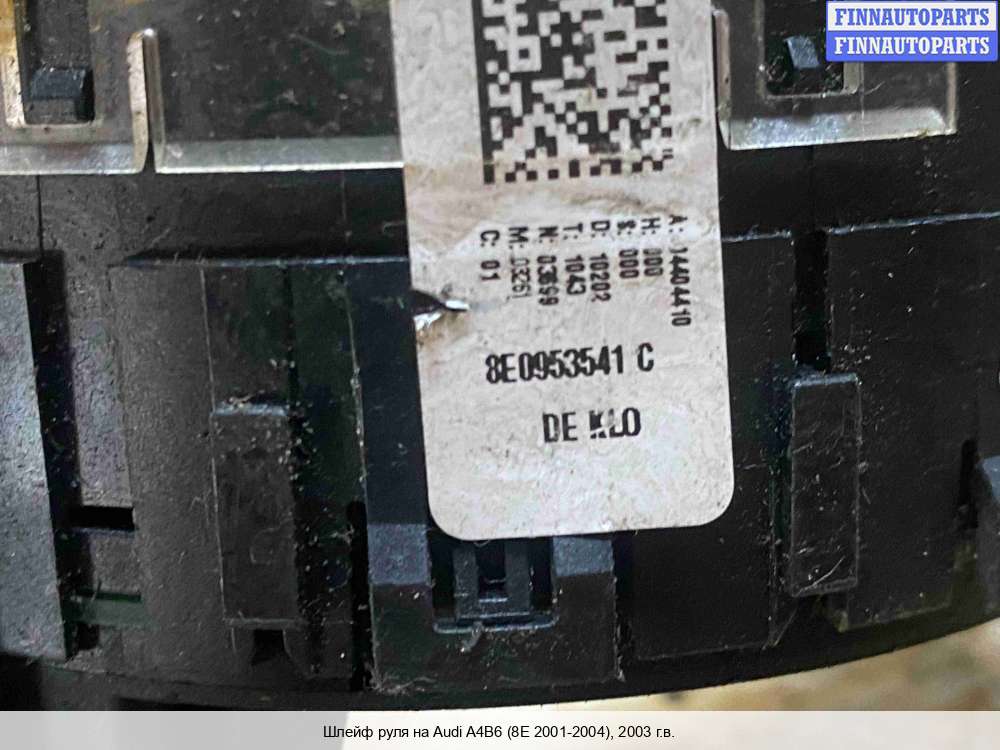 FINNAUTOPARTS
FINNAUTOPARTS
A: 14404410
H: 000
S: 000
D: 10202
T: 1043
N: 03699
M: 03261
C: 01
8E0953541 C
DE KLO
Шлейф руля на Audi A4B6 (8E 2001-2004), 2003 г.в.